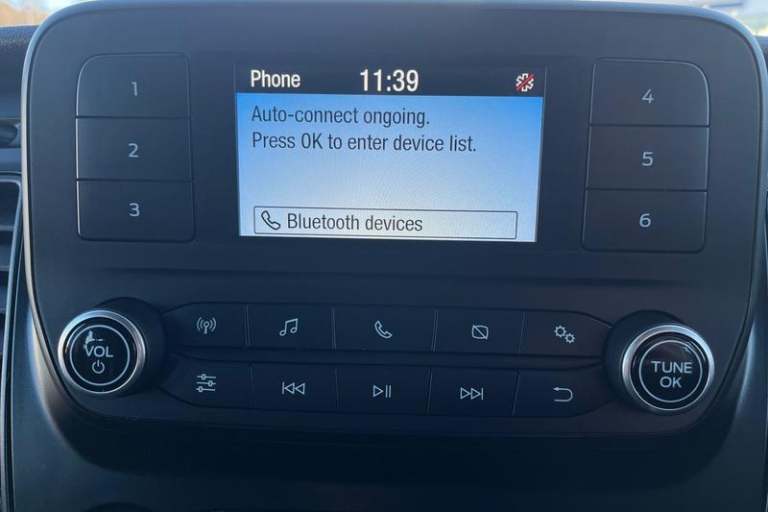 Phone 11:39
Auto-connect ongoing.
Press OK to enter device list.
Bluetooth devices
1
2
3
4
5
6
VOL
TUNE
OK